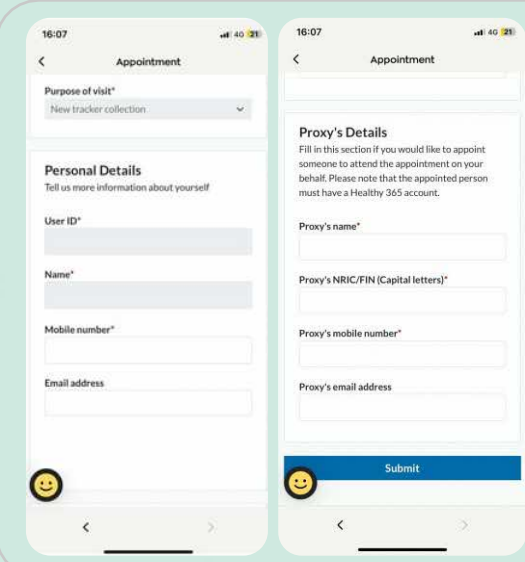 16:07
4G 21
Appointment
Purpose of visit*
New tracker collection
Personal Details
Tell us more information about yourself
User ID*
Name*
Mobile number*
Email address
16:07
4G 21
Appointment
Proxy's Details
Fill in this section if you would like to appoint
someone to attend the appointment on your
behalf. Please note that the appointed person
must have a Healthy 365 account.
Proxy's name*
Proxy's NRIC/FIN (Capital letters)*
Proxy's mobile number*
Proxy's email address
Submit